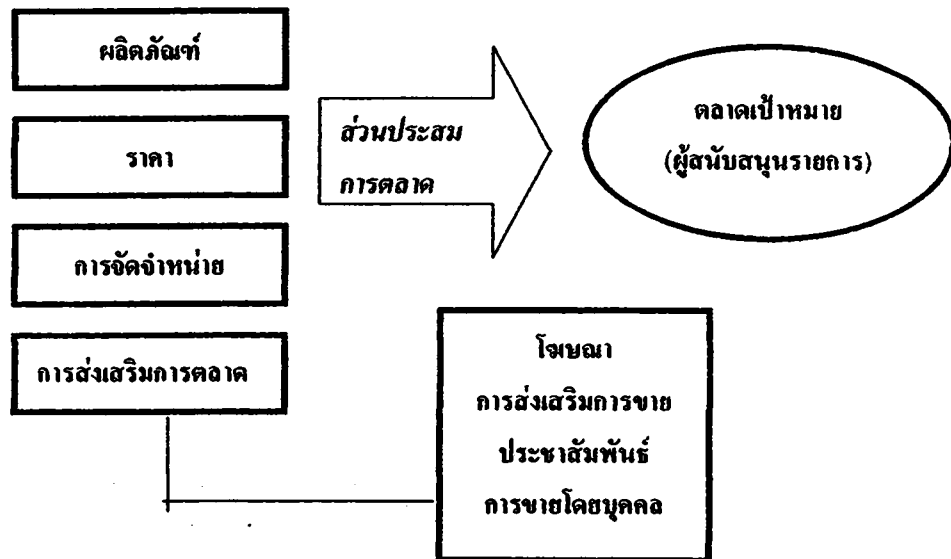 ผลิตภัณฑ์
ราคา
การจัดจำหน่าย
การส่งเสริมการตลาด
ส่วนประสม
การตลาด
ตลาดเป้าหมาย
(ผู้สนับสนุนรายการ)
โฆษณา
การส่งเสริมการขาย
ประชาสัมพันธ์
การขายโดยบุคคล